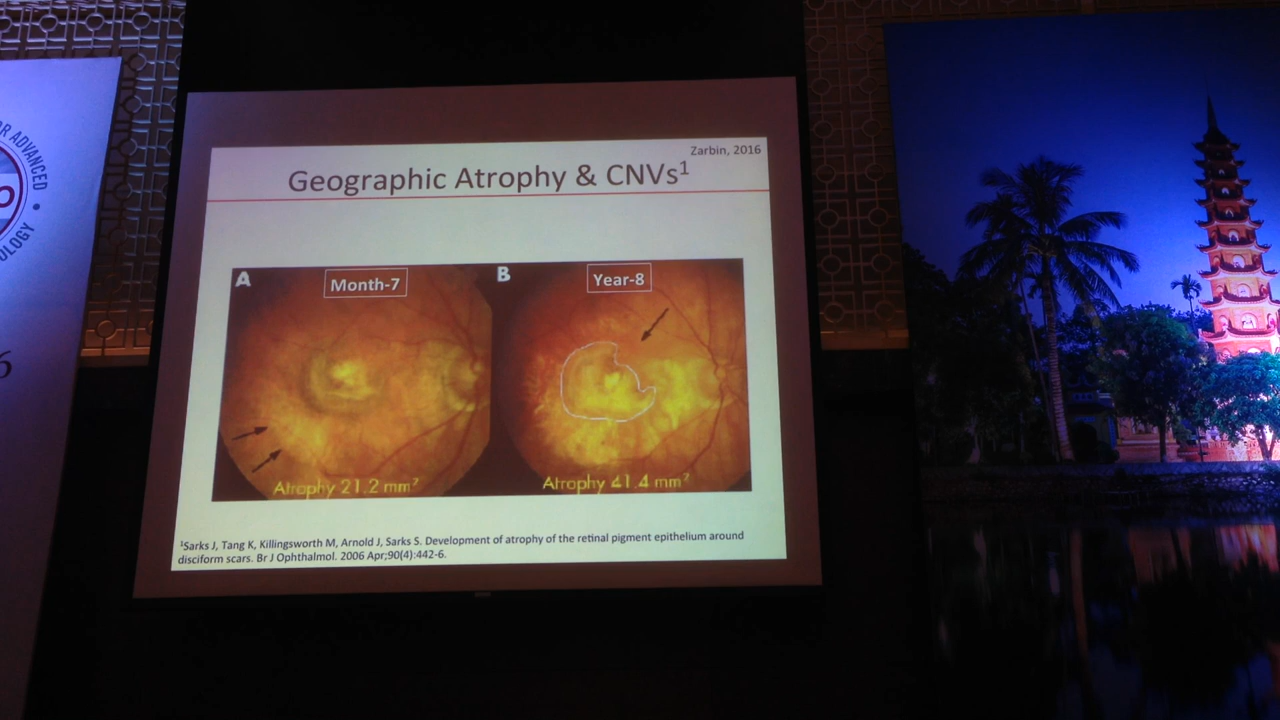 R ADVANCED
OLOGY •
Zarbin, 2016
Geographic Atrophy & CNVs¹
A
Month-7
B
Year-8
Atrophy 21.2 mm²
Atrophy 41.4 mm²
¹Sarks J, Tang K, Killingsworth M, Arnold J, Sarks S. Development of atrophy of the retinal pigment epithelium around
disciform scars. Br J Ophthalmol. 2006 Apr;90(4):442-6.
6